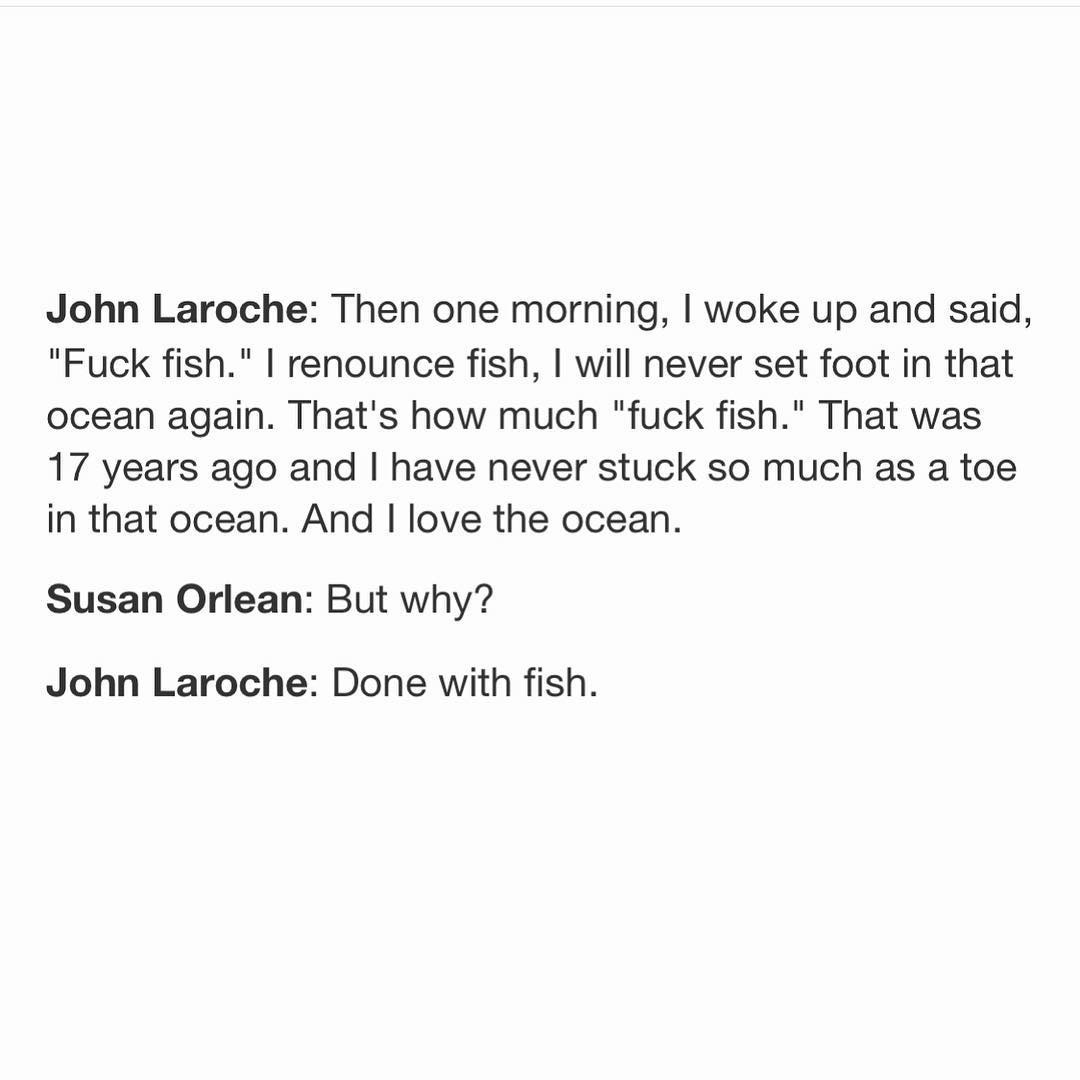 John Laroche: Then one morning, I woke up and said,
"Fuck fish." I renounce fish, I will never set foot in that
ocean again. That's how much "fuck fish." That was
17 years ago and I have never stuck so much as a toe
in that ocean. And I love the ocean.
Susan Orlean: But why?
John Laroche: Done with fish.